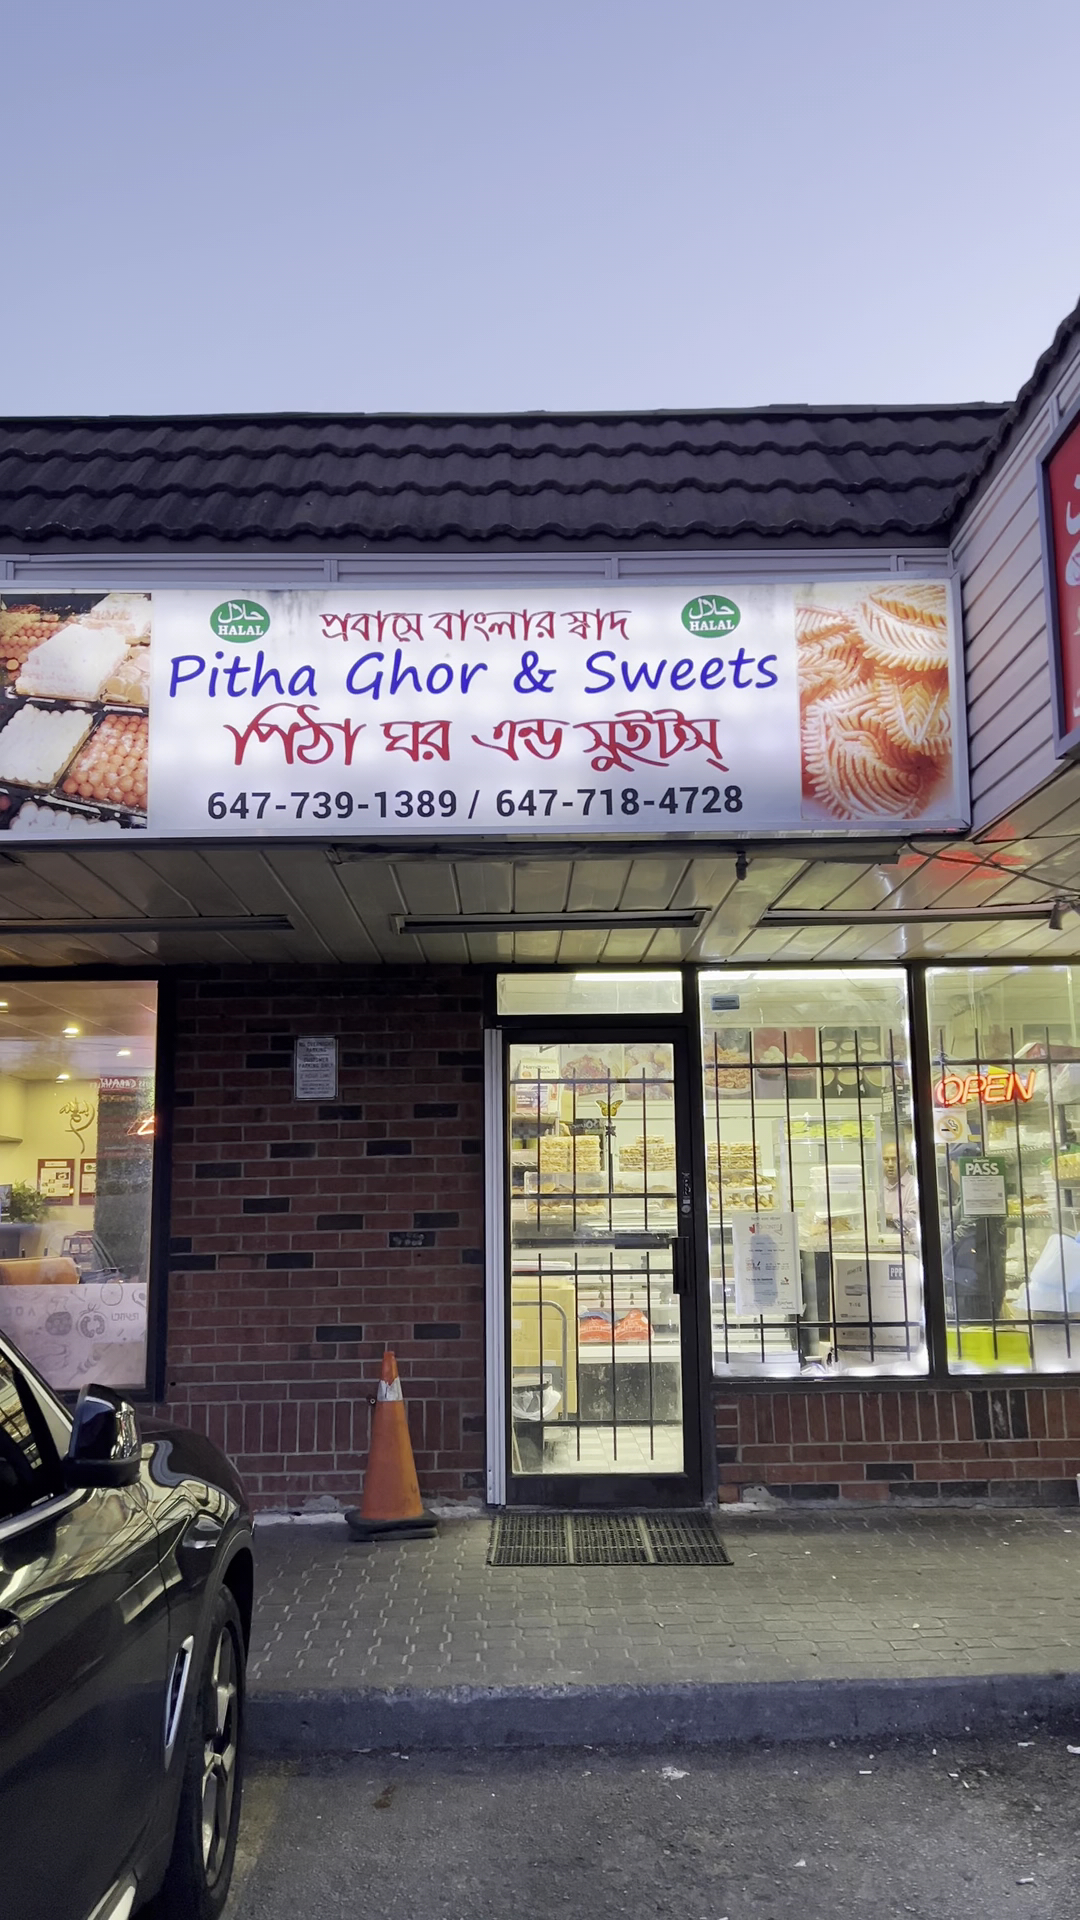 حلال
HALAL
প্রবাসে বাংলার স্বাদ
حلال
HALAL
Pitha Ghor & Sweets
পিঠা ঘর এন্ড সুইটস্
647-739-1389 / 647-718-4728
OPEN
PASS